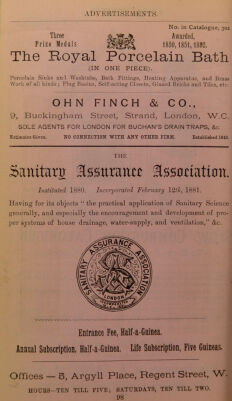 ADVERTISEMENTS.
No. in Catalogue,
Three
Prize Medals
Awarded,
1850, 1851, 1882.
The Royal Porcelain Bath
(IN ONE PIECE).
Porcelain Sinks and Washtubs, Bath Fittings, Heating Apparatus, and Brass
Work of all kinds; Plug Basins, Self-acting Closets, Glazed Bricks and Tiles, etc.
OHN FINCH & CO.,
9, Buckingham Street, Strand, London, W.C.
SOLE AGENTS FOR LONDON FOR BUCHAN'S DRAIN TRAPS, &c.
Estimates Given. NO CONNECTION WITH ANY OTHER FIRM. Established
THE
Sanitary Assurance Association.
Instituted 1880. Incorporated February 12th, 1881.
Having for its objects "the practical application of Sanitary Science
generally, and especially the encouragement and development of pro-
per systems of house drainage, water-supply, and ventilation," &c.
SANITARY ASSURANCE ASSOCIATION
LONDON
Entrance Fee, Half-a-Guinea.
Annual Subscription, Half-a-Guinea. Life Subscription, Five Guineas.
Offices — 5, Argyll Place, Regent Street, W.
HOURS—TEN TILL FIVE; SATURDAYS, TEN TILL TWO.
98